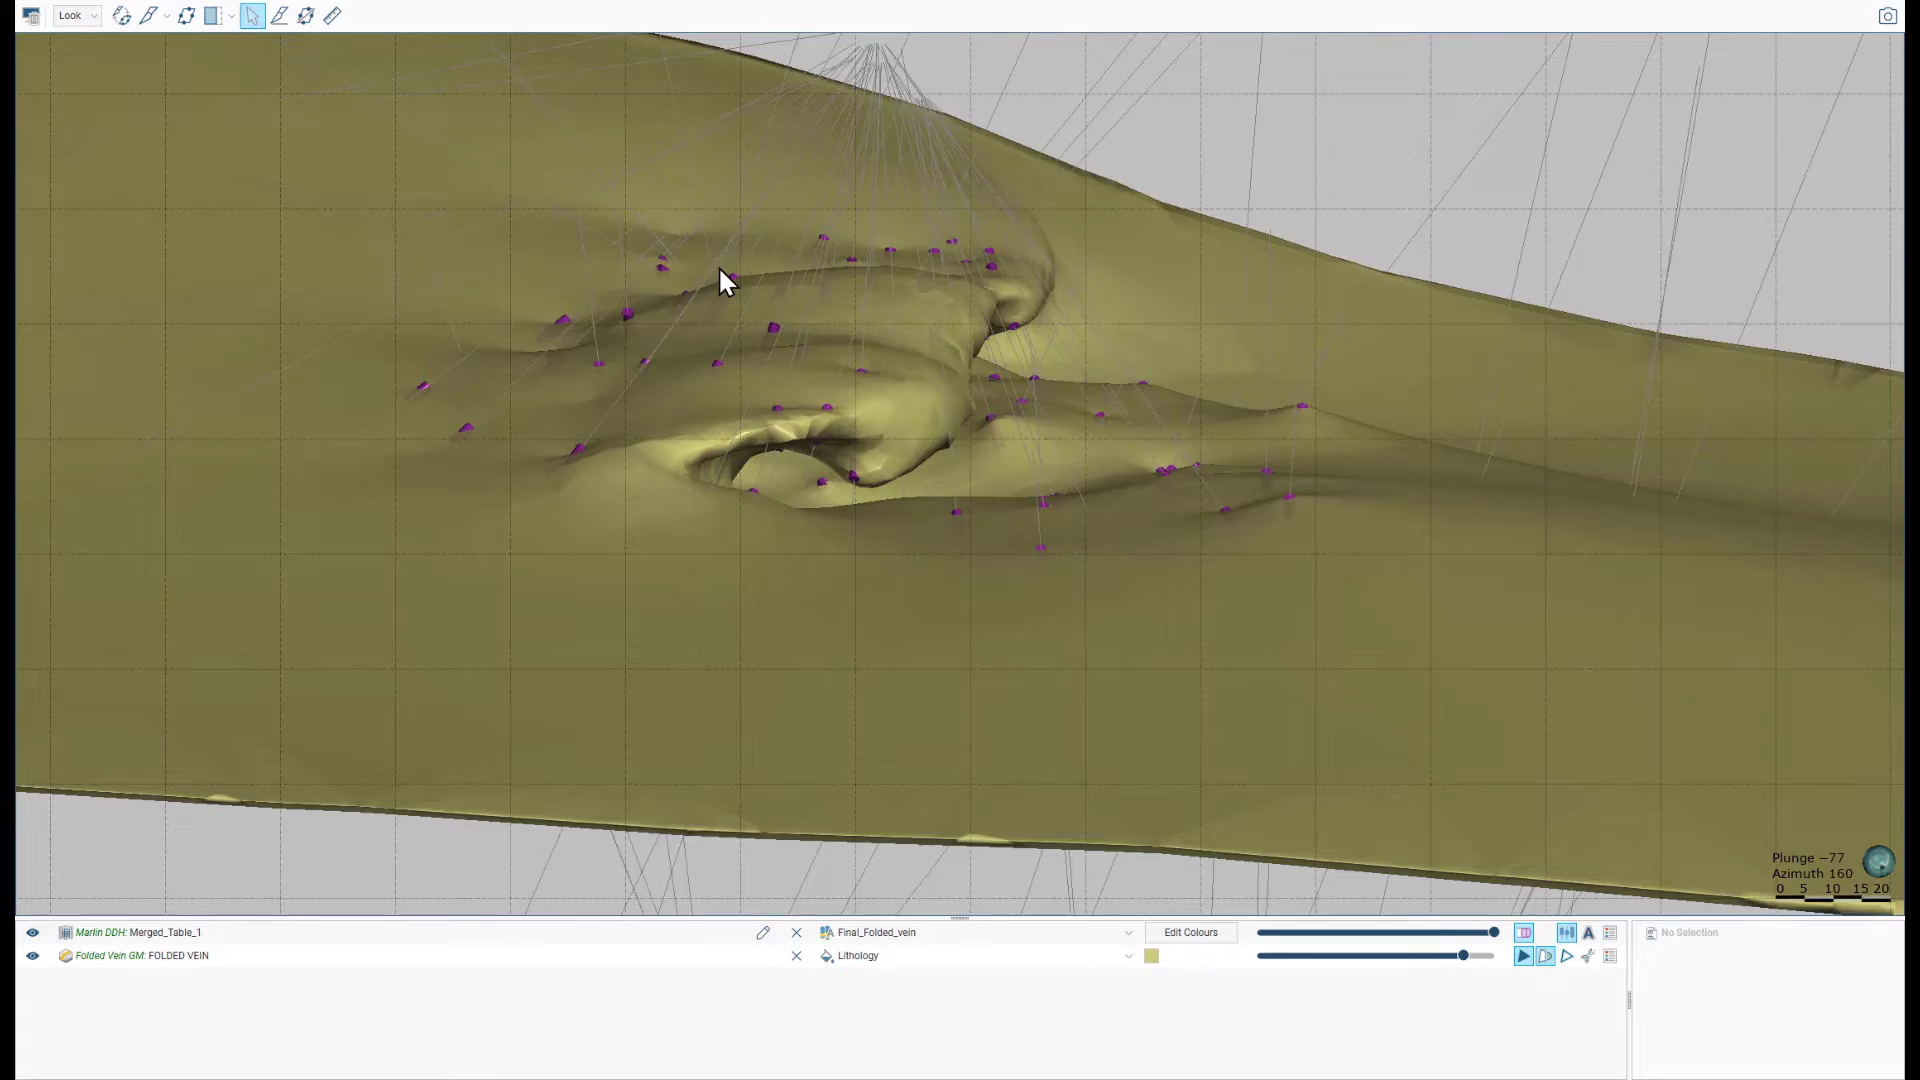 Look
Plunge −77
Azimuth 160
0 5 10 15 20
Marlin DDH: Merged_Table_1
Final_Folded_vein
Edit Colours
A
No Selection
Folded Vein GM: FOLDED VEIN
Lithology